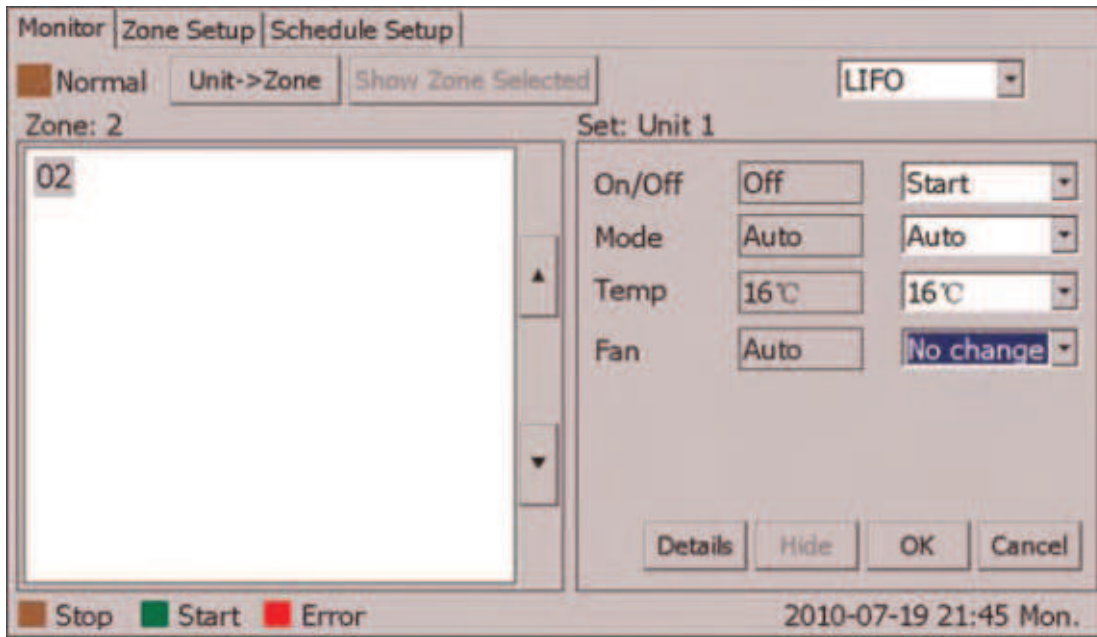 Monitor Zone Setup Schedule Setup
Normal Unit->Zone Show Zone Selected LIFO
Zone: 2 Set: Unit 1
02
On/Off Off Start
Mode Auto Auto
Temp 16℃ 16℃
Fan Auto No change
Details Hide OK Cancel
Stop Start Error 2010-07-19 21:45 Mon.